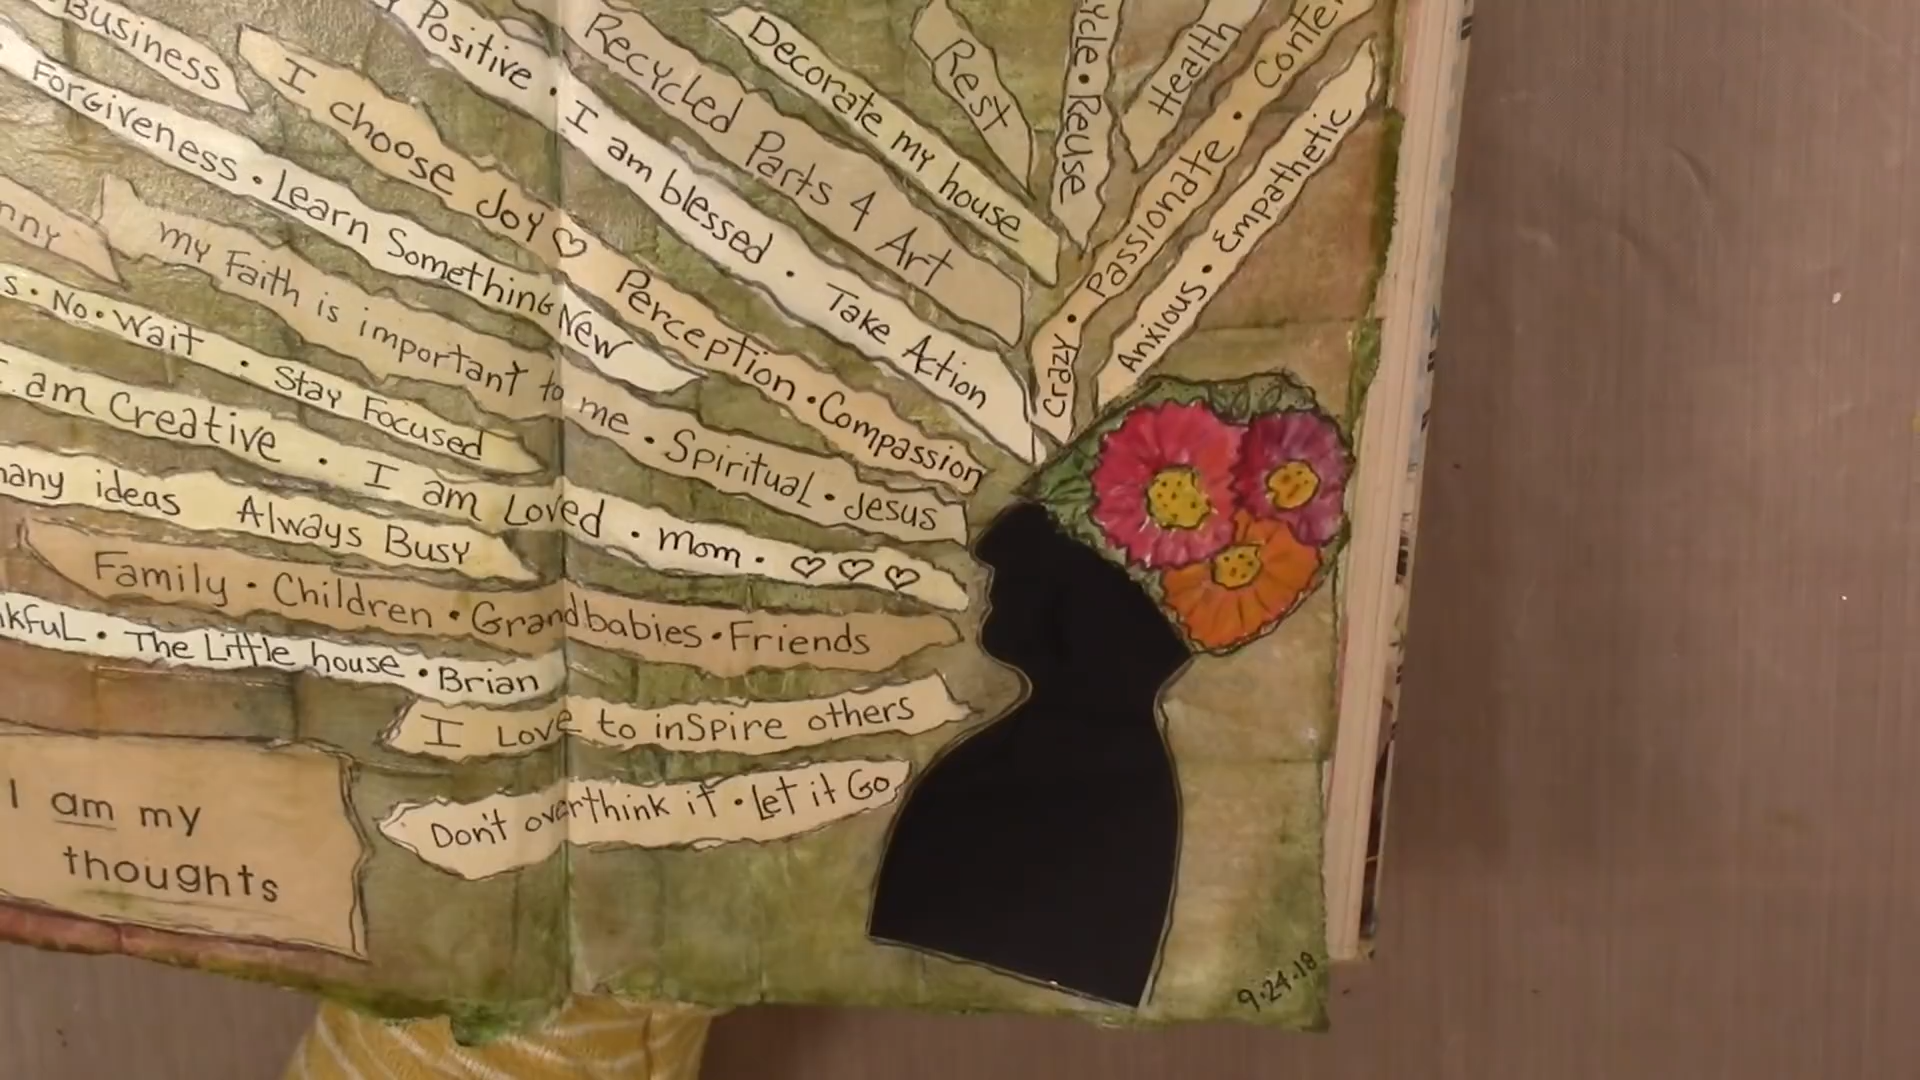 Business
Positive • I am blessed • Take Action
Recycled Parts 4 Art
Decorate my house
Rest
• Reuse
Health
Crazy • Passionate •
Anxious • Empathetic
I choose Joy ♡ Perception • Compassion
Forgiveness • Learn Something New
my Faith is important to me • Spiritual • Jesus
• No • Wait • Stay Focused
am Creative • I am Loved • Mom • ♡ ♡ ♡
ideas Always Busy
Family • Children • Grandbabies • Friends
• The Little house • Brian
I Love to inspire others
Don't overthink it • Let it Go
I am my
thoughts
9.24.18